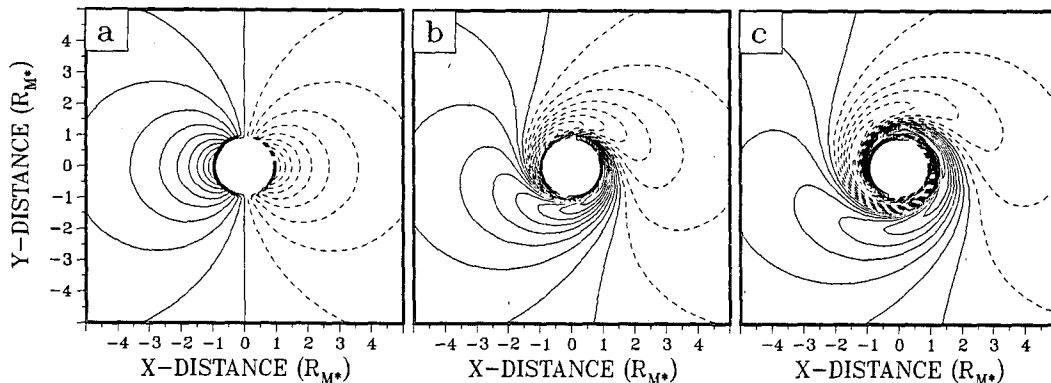 a b c
Y-DISTANCE (R_M*)
4
3
2
1
0
-1
-2
-3
-4
-4 -3 -2 -1 0 1 2 3 4
-4 -3 -2 -1 0 1 2 3 4
-4 -3 -2 -1 0 1 2 3 4
X-DISTANCE (R_M*) X-DISTANCE (R_M*) X-DISTANCE (R_M*)